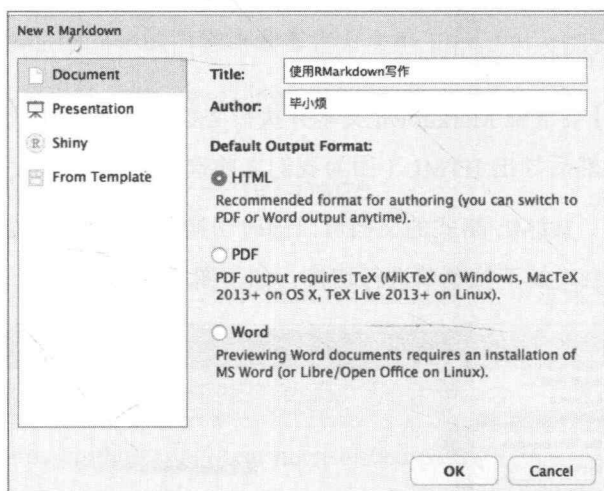 New R Markdown
Document
Presentation
Shiny
From Template
Title:
使用RMarkdown写作
Author:
毕小烦
Default Output Format:
HTML
Recommended format for authoring (you can switch to
PDF or Word output anytime).
PDF
PDF output requires TeX (MiKTeX on Windows, MacTeX
2013+ on OS X, TeX Live 2013+ on Linux).
Word
Previewing Word documents requires an installation of
MS Word (or Libre/Open Office on Linux).
OK
Cancel